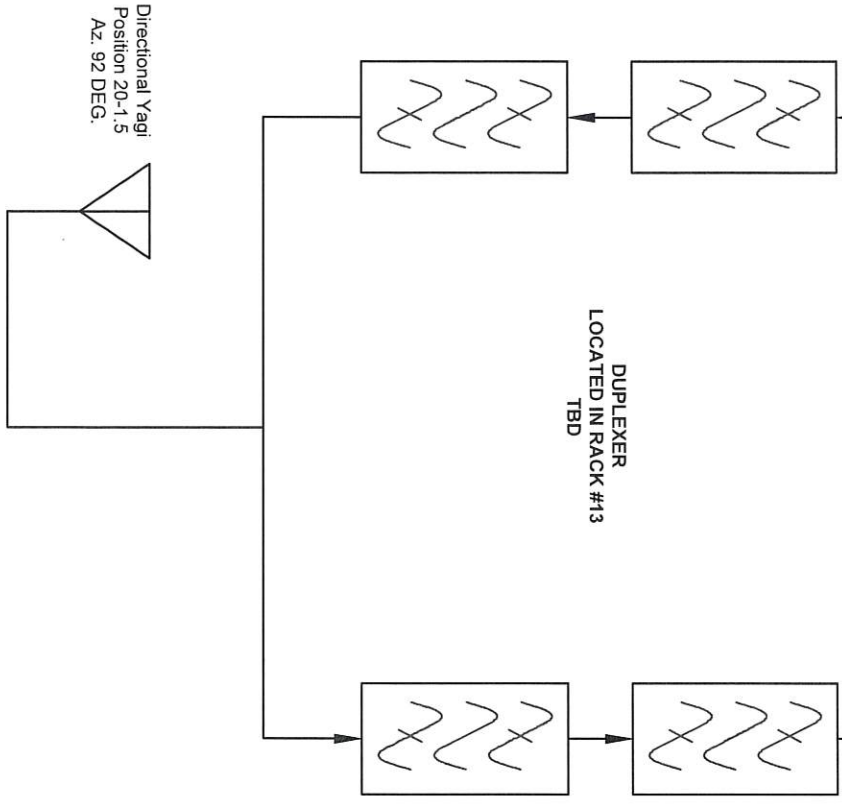 Directional Yagi
Position 20-1.5
Az. 92 DEG.
DUPLEXER
LOCATED IN RACK #13
TBD